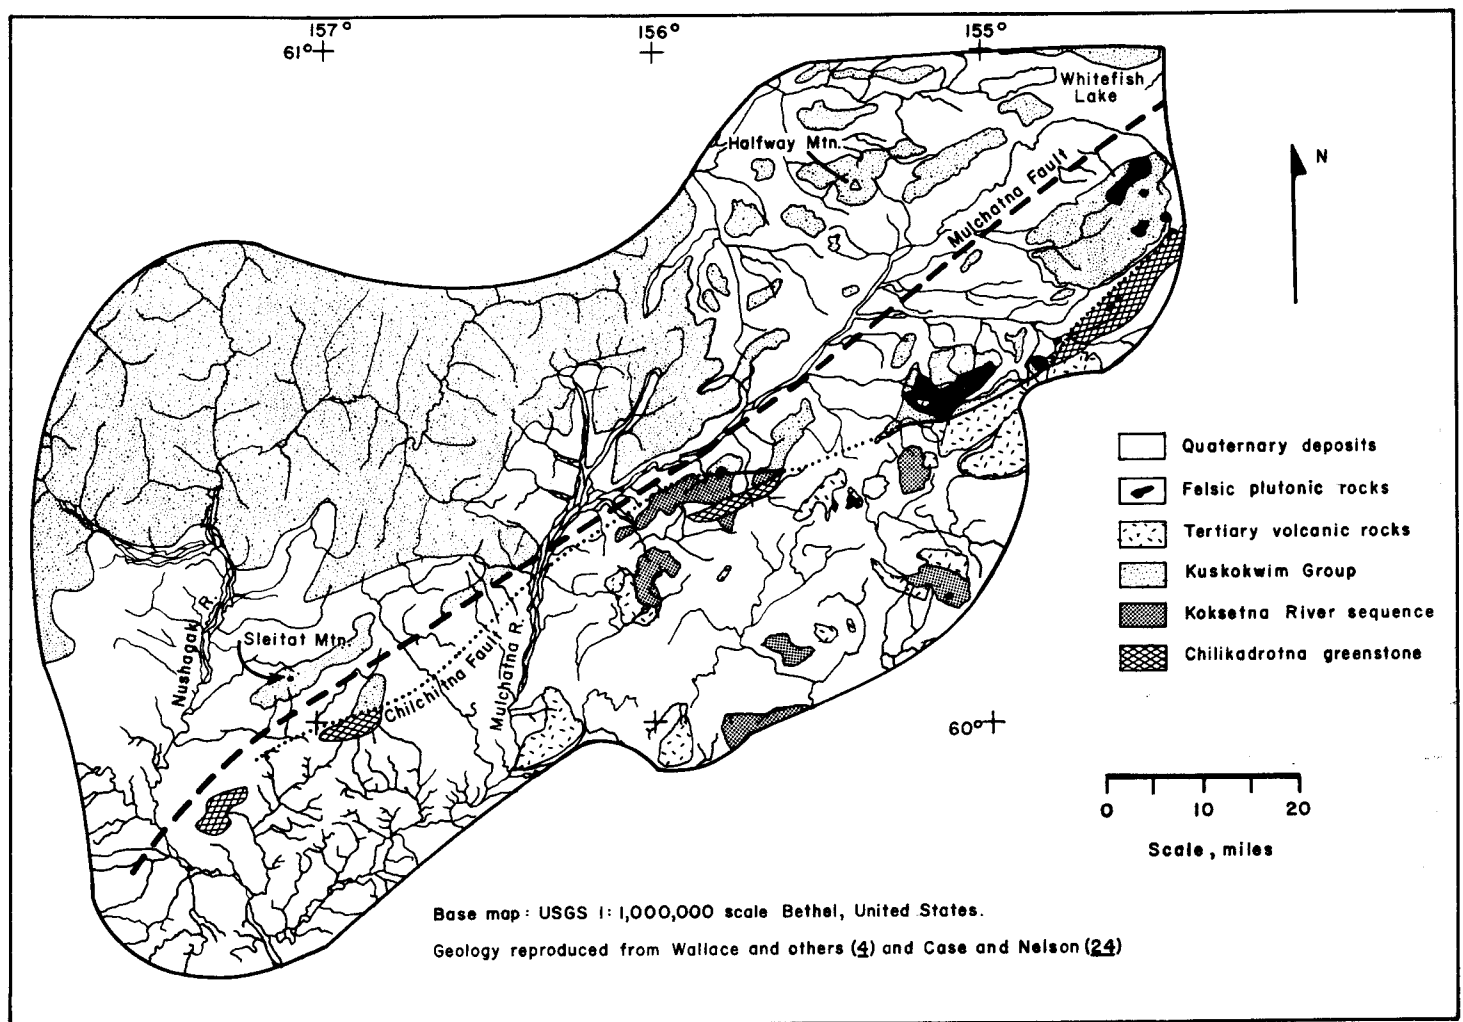 157° 156° 155°
61°
Whitefish
Lake
Halfway Mtn.
Mulchatna Fault
N
Quaternary deposits
Felsic plutonic rocks
Tertiary volcanic rocks
Kuskokwim Group
Koksetna River sequence
Chilikadrotna greenstone
Nushagak R.
Sleitat Mtn.
Chilchitna Fault
Mulchatna R.
60°
0 10 20
Scale, miles
Base map: USGS 1:1,000,000 scale Bethel, United States.
Geology reproduced from Wallace and others (4) and Case and Nelson (24)